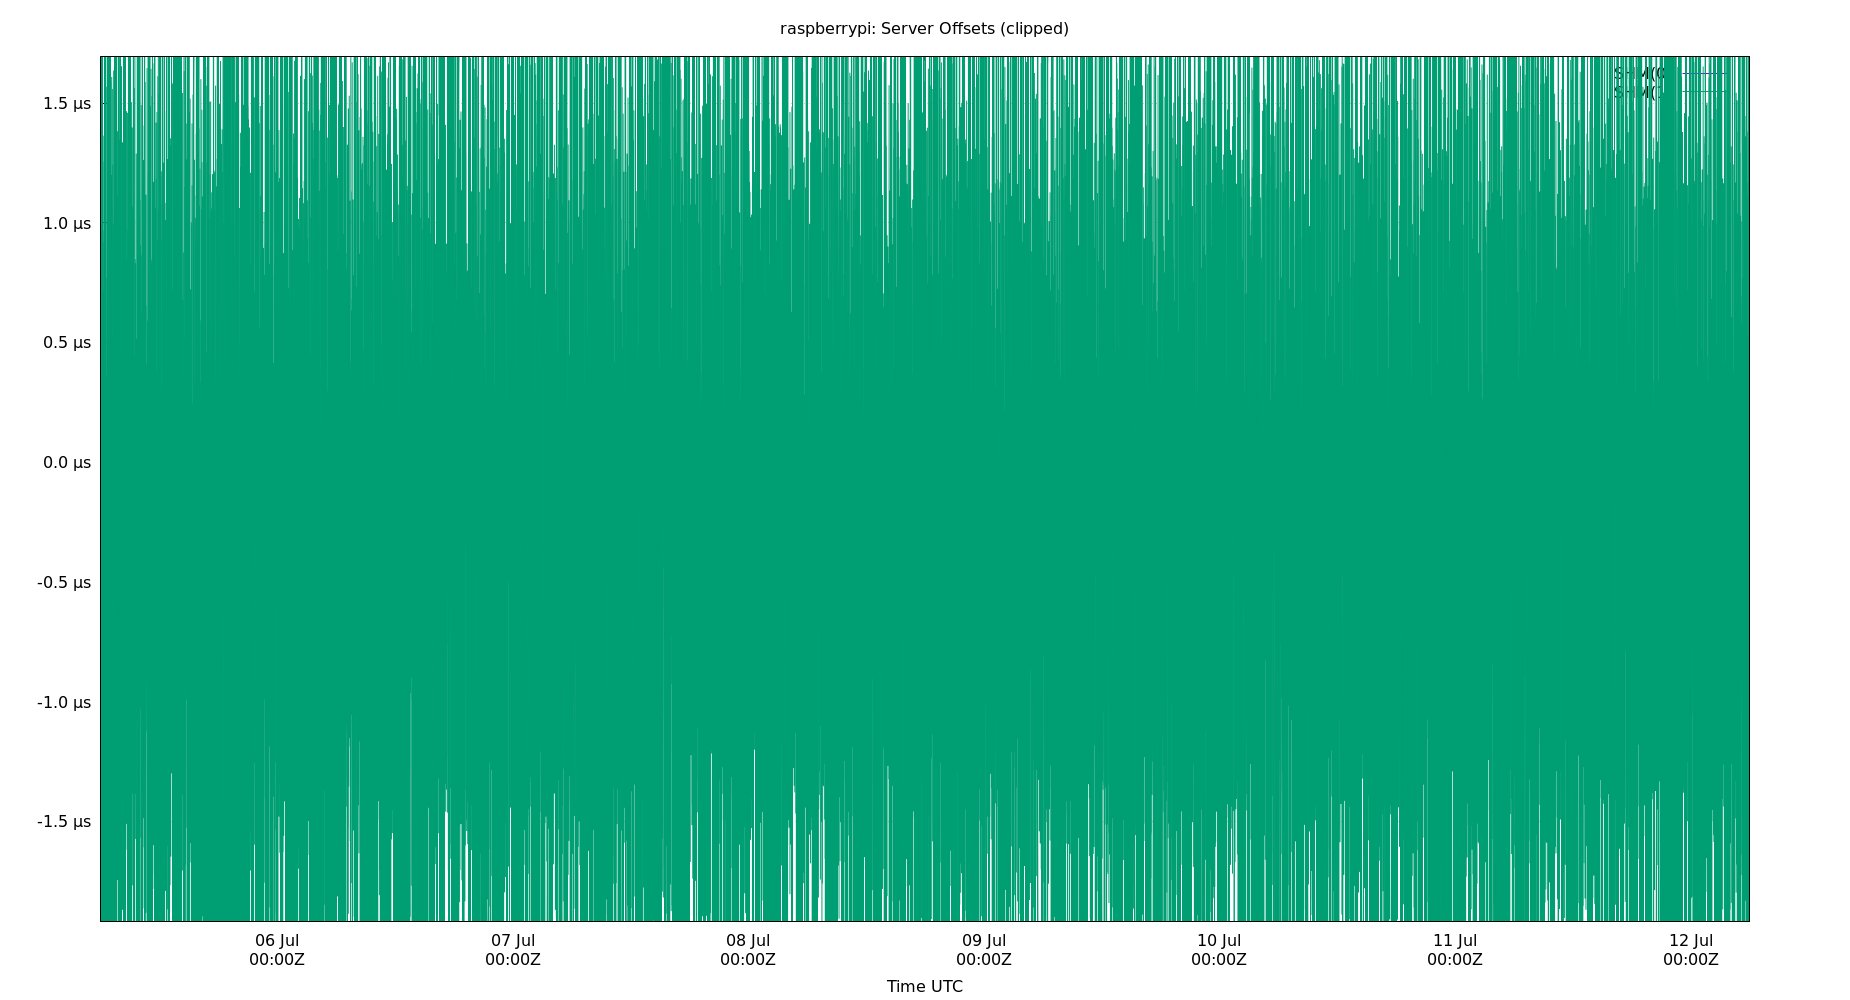 raspberrypi: Server Offsets (clipped)
1.5 µs
1.0 µs
0.5 µs
0.0 µs
-0.5 µs
-1.0 µs
-1.5 µs
06 Jul
00:00Z
07 Jul
00:00Z
08 Jul
00:00Z
09 Jul
00:00Z
10 Jul
00:00Z
11 Jul
00:00Z
12 Jul
00:00Z
Time UTC